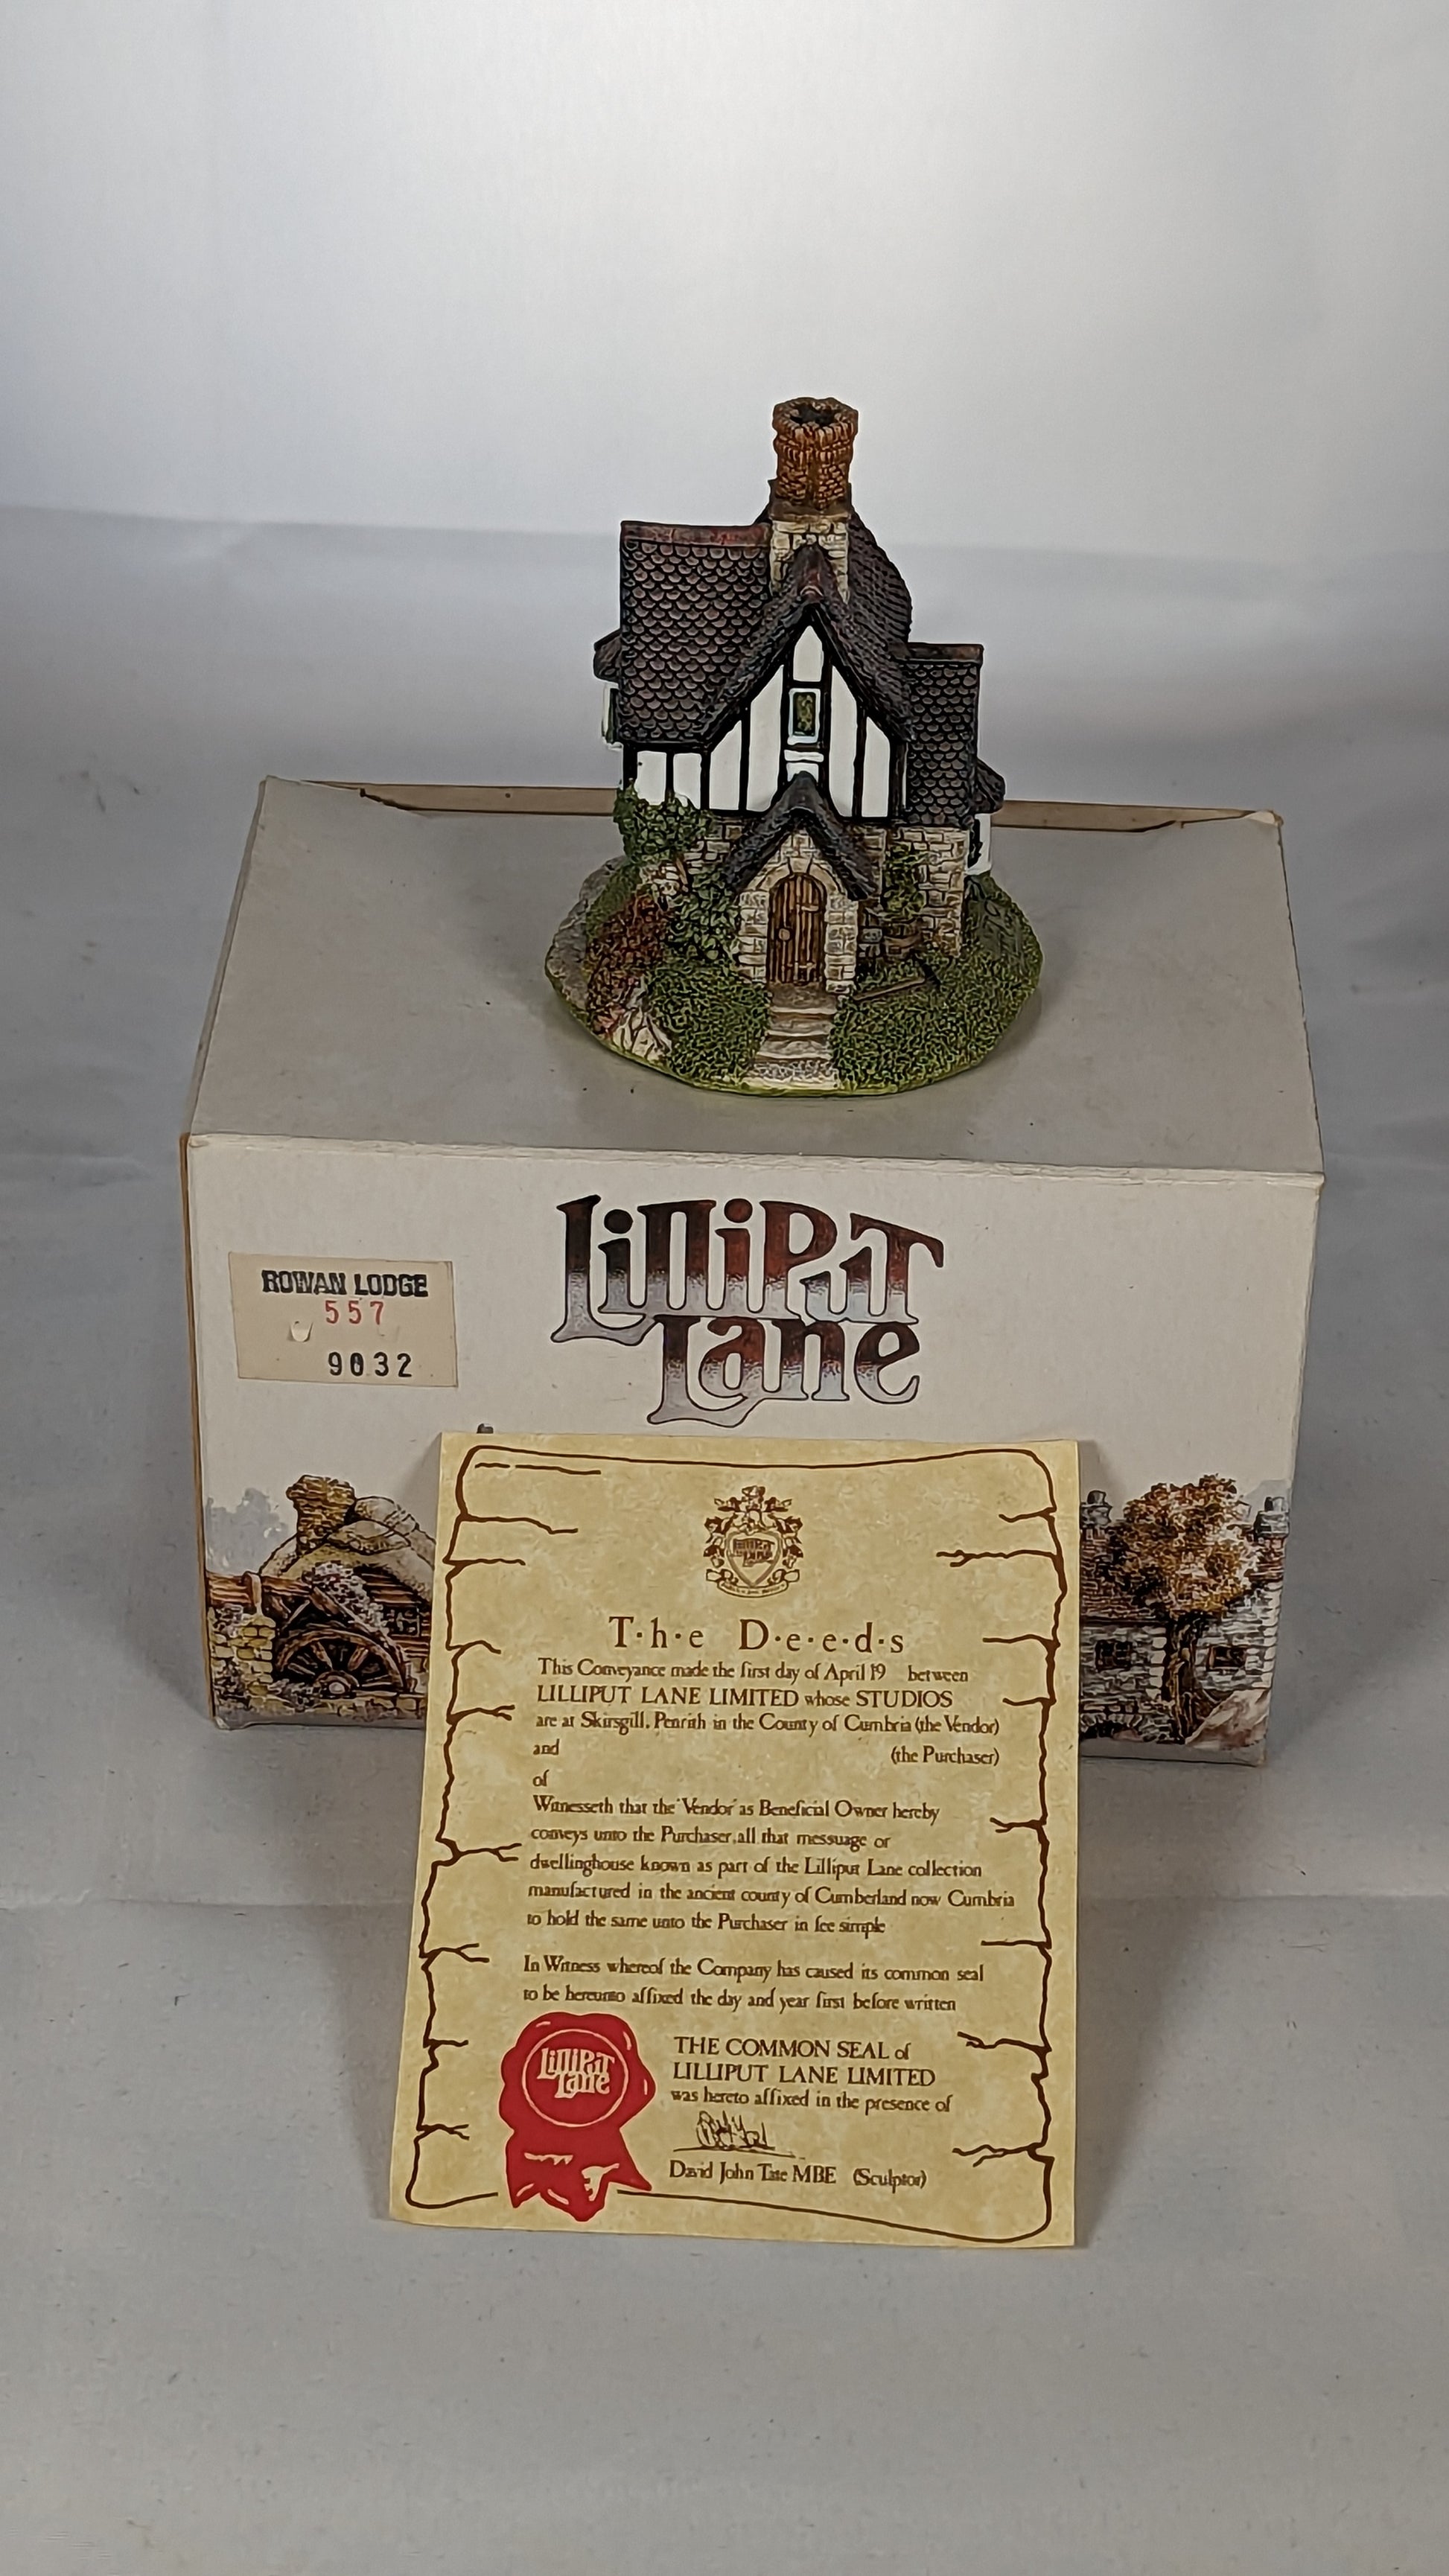 LILLIPUT
LANE
ROWAN LODGE
557
9032
LILLIPUT
LANE
The Deeds
This Conveyance made the first day of April 19 between
LILLIPUT LANE LIMITED whose STUDIOS
are at Skirsgill, Penrith in the County of Cumbria (the Vendor)
and (the Purchaser)
of
Witnesseth that the 'Vendor' as Beneficial Owner hereby
conveys unto the Purchaser, all that messuage or
dwellinghouse known as part of the Lilliput Lane collection
manufactured in the ancient county of Cumberland now Cumbria
to hold the same unto the Purchaser in fee simple
In Witness whereof the Company has caused its common seal
to be hereunto affixed the day and year first before written
LILLIPUT
LANE
THE COMMON SEAL of
LILLIPUT LANE LIMITED
was hereto affixed in the presence of
David John Tate MBE (Sculptor)